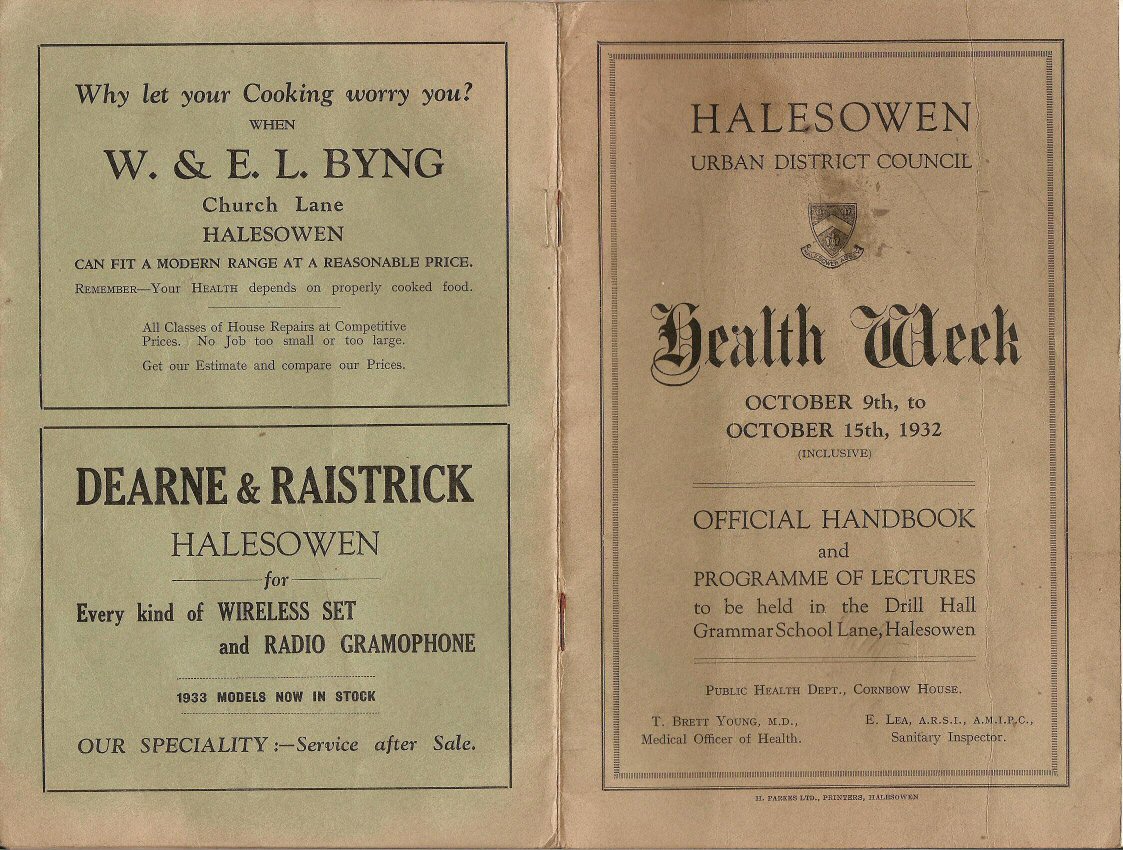 Why let your Cooking worry you?
WHEN
W. & E. L. BYNG
Church Lane
HALESOWEN
CAN FIT A MODERN RANGE AT A REASONABLE PRICE.
REMEMBER—Your HEALTH depends on properly cooked food.
All Classes of House Repairs at Competitive
Prices. No Job too small or too large.
Get our Estimate and compare our Prices.
DEARNE & RAISTRICK
HALESOWEN
for
Every kind of WIRELESS SET
and RADIO GRAMOPHONE
1933 MODELS NOW IN STOCK
OUR SPECIALITY :—Service after Sale.
HALESOWEN
URBAN DISTRICT COUNCIL
Health Week
OCTOBER 9th, to
OCTOBER 15th, 1932
(INCLUSIVE)
OFFICIAL HANDBOOK
and
PROGRAMME OF LECTURES
to be held in the Drill Hall
Grammar School Lane, Halesowen
PUBLIC HEALTH DEPT., CORNBOW HOUSE.
T. BRETT YOUNG, M.D.,
Medical Officer of Health.
E. LEA, A.R.S.I., A.M.I.P.C.,
Sanitary Inspector.
H. PARKES LTD., PRINTERS, HALESOWEN